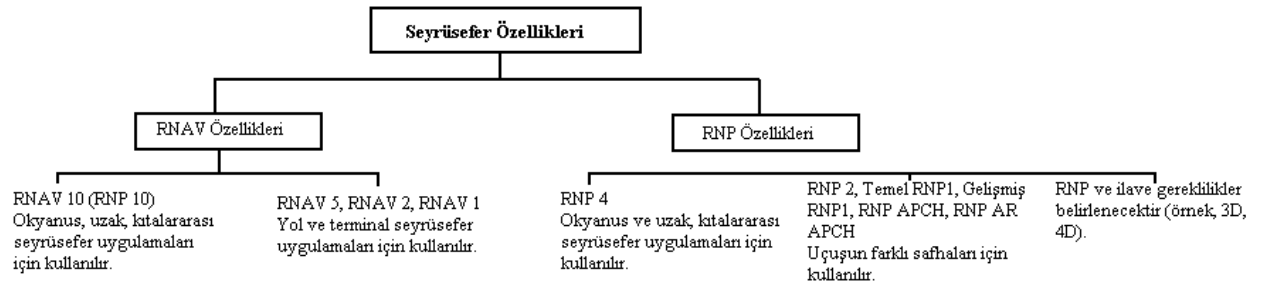 Seyrüsefer Özellikleri
RNAV Özellikleri
RNP Özellikleri
RNAV 10 (RNP 10)
Okyanus, uzak, kıtalararası
seyrüsefer uygulamaları
için kullanılır.
RNAV 5, RNAV 2, RNAV 1
Yol ve terminal seyrüsefer
uygulamaları için kullanılır.
RNP 4
Okyanus ve uzak, kıtalararası
seyrüsefer uygulamaları için
kullanılır.
RNP 2, Temel RNP1, Gelişmiş
RNP1, RNP APCH, RNP AR
APCH
Uçuşun farklı safhaları için
kullanılır.
RNP ve ilave gereklilikler
belirlenecektir (örnek, 3D,
4D).